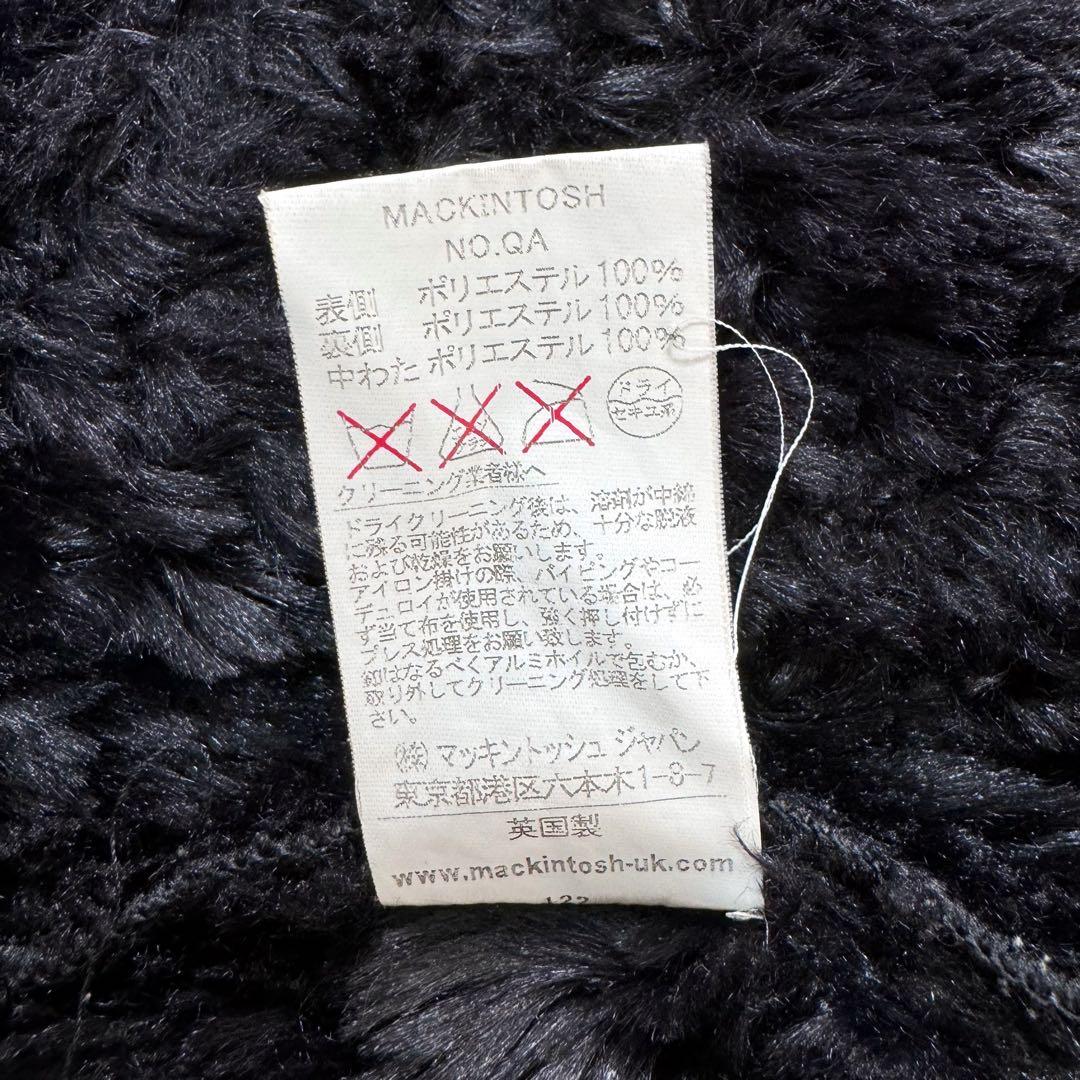 MACKINTOSH
NO.QA
表側 ポリエステル 100%
裏側 ポリエステル 100%
中わた ポリエステル 100%
ドライ
セキユ系
クリーニング業者様へ
ドライクリーニング後は、溶剤が中綿
に残る可能性があるため、十分な脱液
および乾燥をお願いします。
アイロン掛けの際、パイピングやコー
デュロイが使用されている場合は、必
ず当て布を使用し、強く押し付けずに
プレス処理をお願い致します。
釦はなるべくアルミホイルで包むか、
取り外してクリーニング処理をして下
さい。
(株) マッキントッシュ ジャパン
東京都港区六本木1-8-7
英国製
www.mackintosh-uk.com